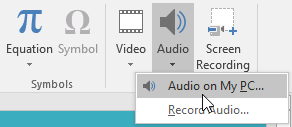 Equation Symbol
Video Audio Screen
Recording
Symbols
Audio on My PC...
Record Audio...